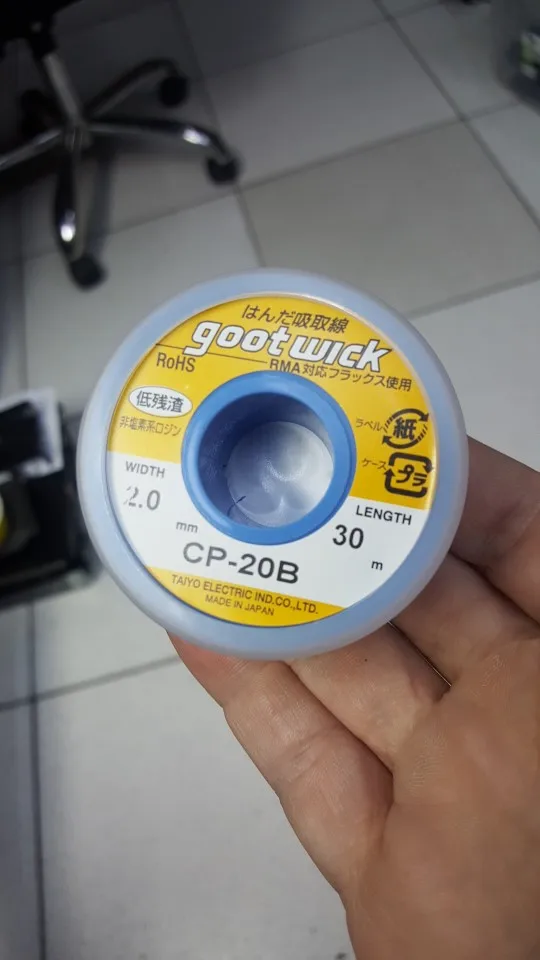 はんだ吸取線
goot wick
RoHS
RMA対応フラックス使用
低残渣
非塩素系ロジン
ラベル
紙
ケース
プラ
WIDTH
2.0
mm
LENGTH
30
m
CP-20B
TAIYO ELECTRIC IND.CO.,LTD.
MADE IN JAPAN